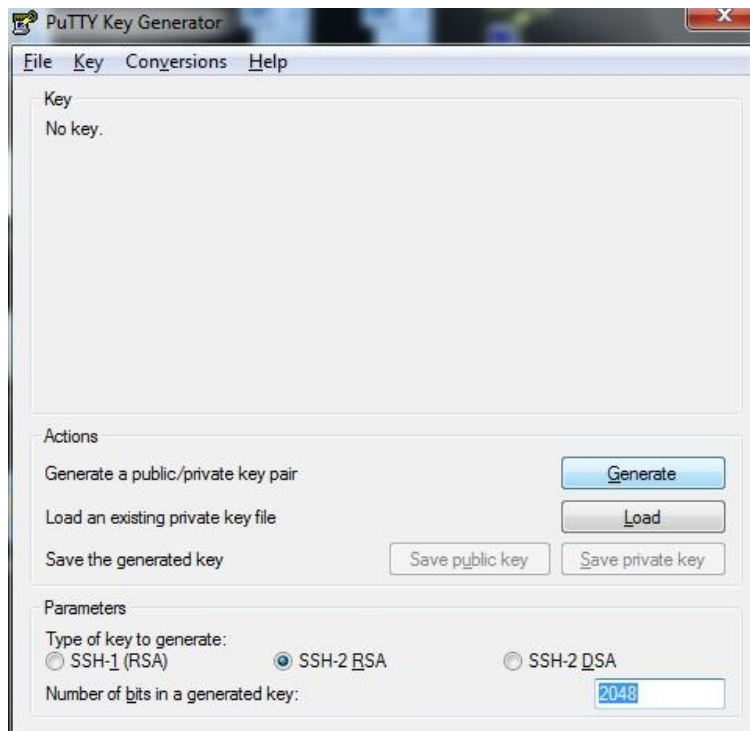 PuTTY Key Generator
File Key Conversions Help
Key
No key.
Actions
Generate a public/private key pair Generate
Load an existing private key file Load
Save the generated key Save public key Save private key
Parameters
Type of key to generate:
SSH-1 (RSA) SSH-2 RSA SSH-2 DSA
Number of bits in a generated key: 2048